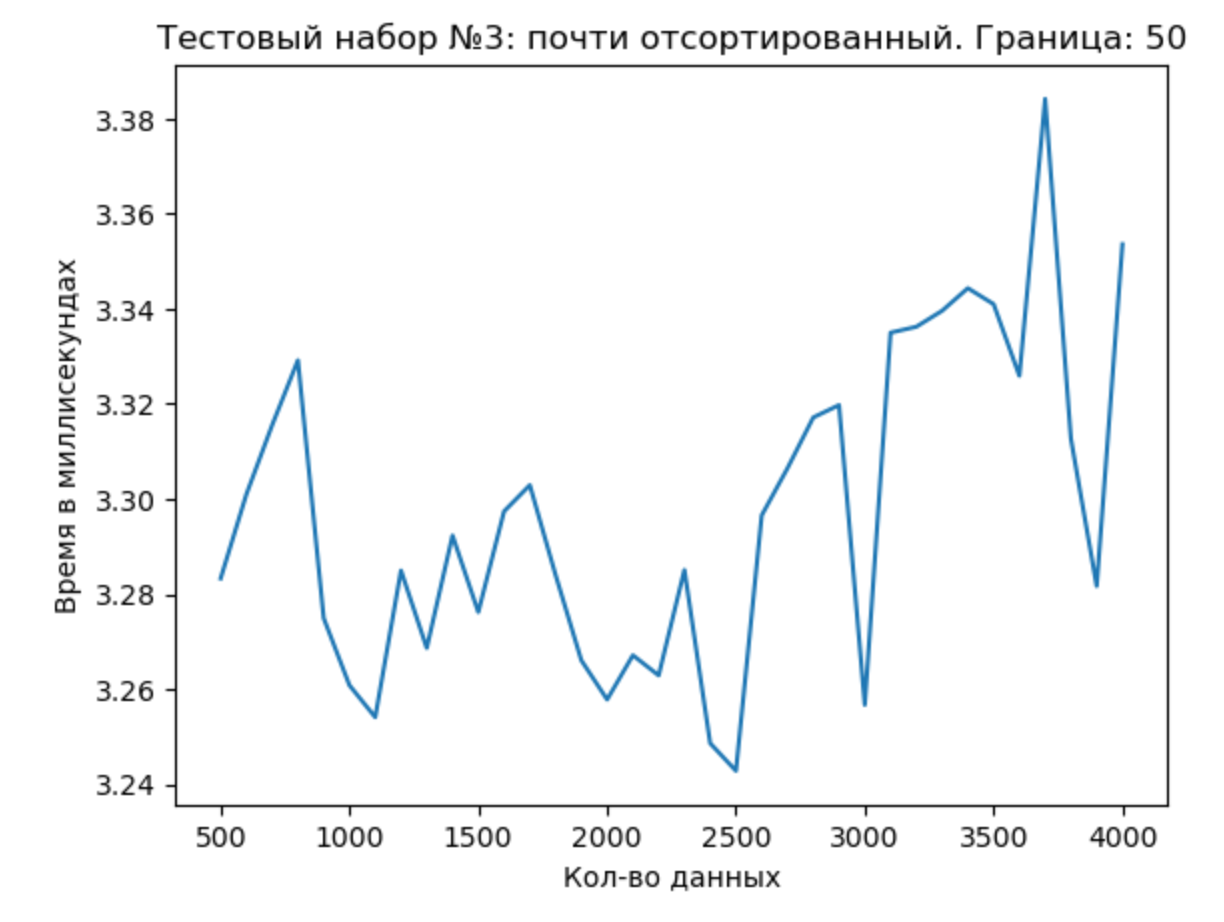 Тестовый набор №3: почти отсортированный. Граница: 50
3.38
3.36
3.34
3.32
3.30
3.28
3.26
3.24
Время в миллисекундах
500 1000 1500 2000 2500 3000 3500 4000
Кол-во данных